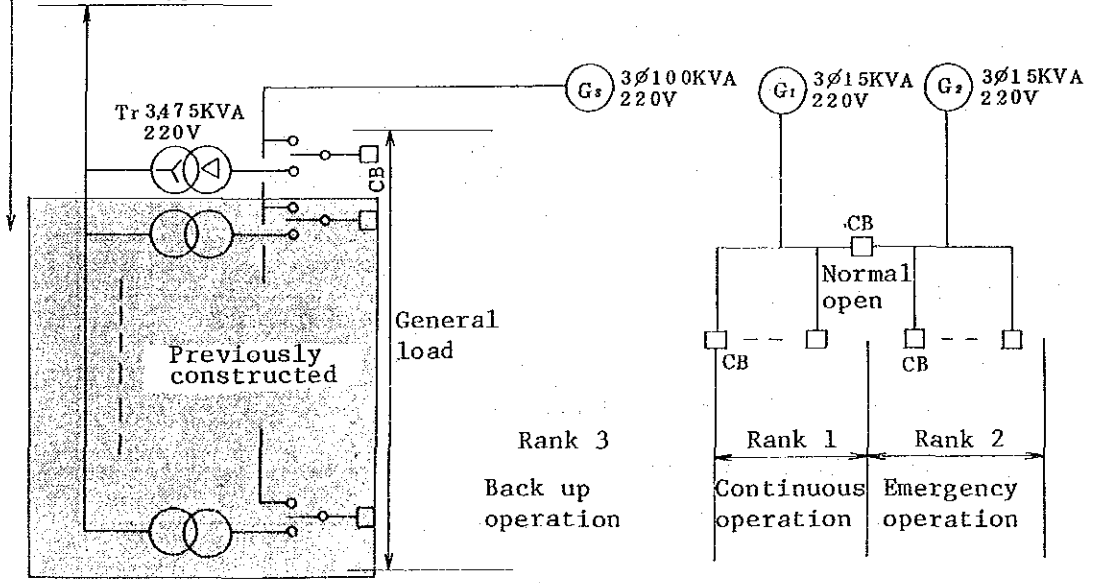 Tr 3,475KVA
220V
G3
3Ø100KVA
220V
G1
3Ø15KVA
220V
G2
3Ø15KVA
220V
CB
CB
Normal
open
General
load
Previously
constructed
CB
CB
Rank 3
Rank 1
Rank 2
Back up
operation
Continuous
operation
Emergency
operation